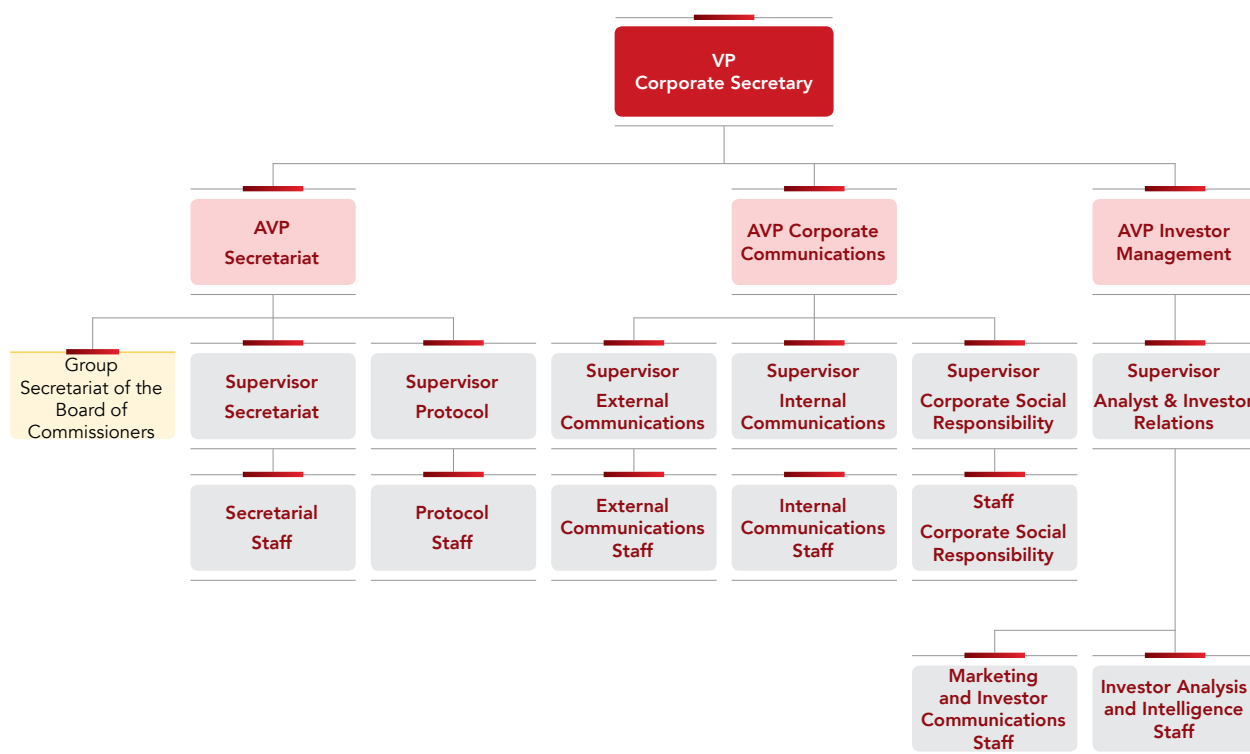 VP
Corporate Secretary
AVP
Secretariat
AVP Corporate
Communications
AVP Investor
Management
Group
Secretariat of the
Board of
Commissioners
Supervisor
Secretariat
Supervisor
Protocol
Supervisor
External
Communications
Supervisor
Internal
Communications
Supervisor
Corporate Social
Responsibility
Supervisor
Analyst & Investor
Relations
Secretarial
Staff
Protocol
Staff
External
Communications
Staff
Internal
Communications
Staff
Staff
Corporate Social
Responsibility
Marketing
and Investor
Communications
Staff
Investor Analysis
and Intelligence
Staff